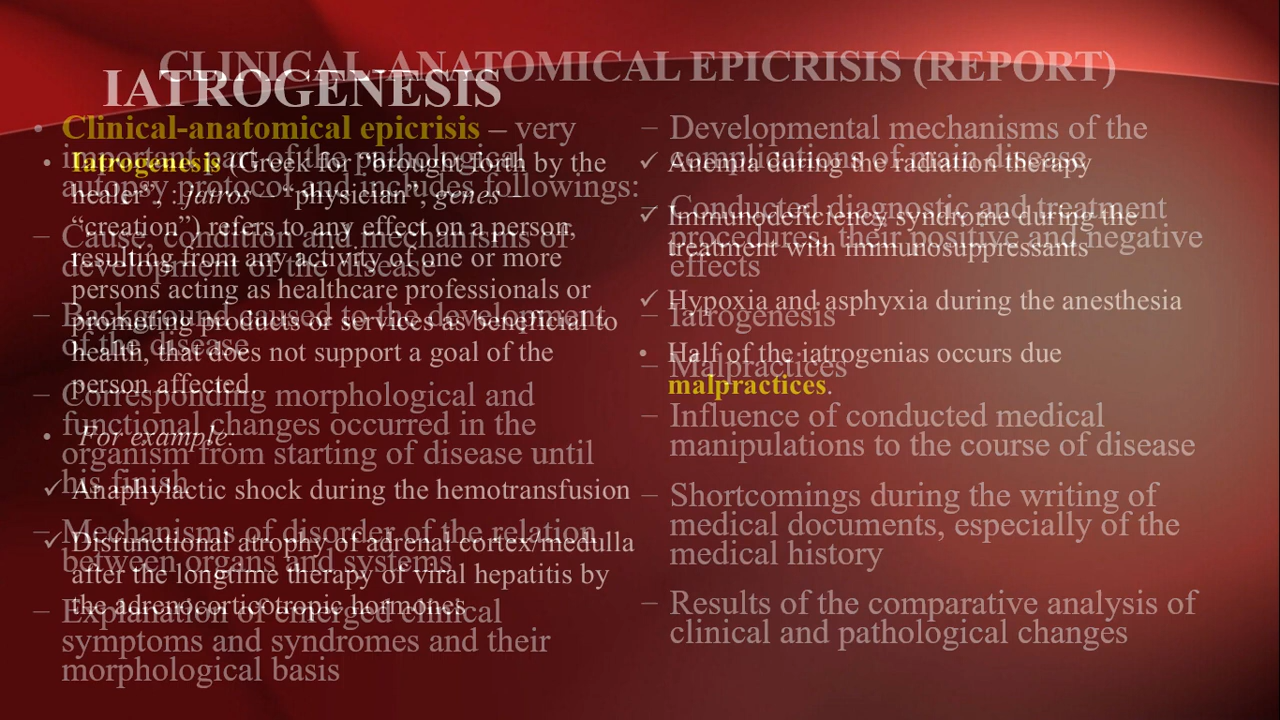 CLINICAL-ANATOMICAL EPICRISIS (REPORT)
• Clinical-anatomical epicrisis – very
important part of the pathological
autopsy protocol and includes followings:
– Cause, condition and mechanisms of
development of the disease
– Background caused to the development
of the disease
– Corresponding morphological and
functional changes occurred in the
organism from starting of disease until
his finish
– Mechanisms of disorder of the relation
between organs and systems
– Explanation of emerged clinical
symptoms and syndromes and their
morphological basis
– Developmental mechanisms of the
complications of main disease
– Conducted diagnostic and treatment
procedures, their positive and negative
effects
– Iatrogenesis
– Malpractices
– Influence of conducted medical
manipulations to the course of disease
– Shortcomings during the writing of
medical documents, especially of the
medical history
– Results of the comparative analysis of
clinical and pathological changes
IATROGENESIS
• Iatrogenesis (Greek for “brought forth by the
healer”, : jatros – “ physician”, genes –
“creation”) refers to any effect on a person,
resulting from any activity of one or more
persons acting as healthcare professionals or
promoting products or services as beneficial to
health, that does not support a goal of the
person affected.
• For example:
✓ Anaphylactic shock during the hemotransfusion
✓ Disfunctional atrophy of adrenal cortex/medulla
after the longtime therapy of viral hepatitis by
the adrenocorticotropic hormones
✓ Anemia during the radiation therapy
✓ Immunodeficiency syndrome during the
treatment with immunosuppressants
✓ Hypoxia and asphyxia during the anesthesia
• Half of the iatrogenias occurs due
malpractices.